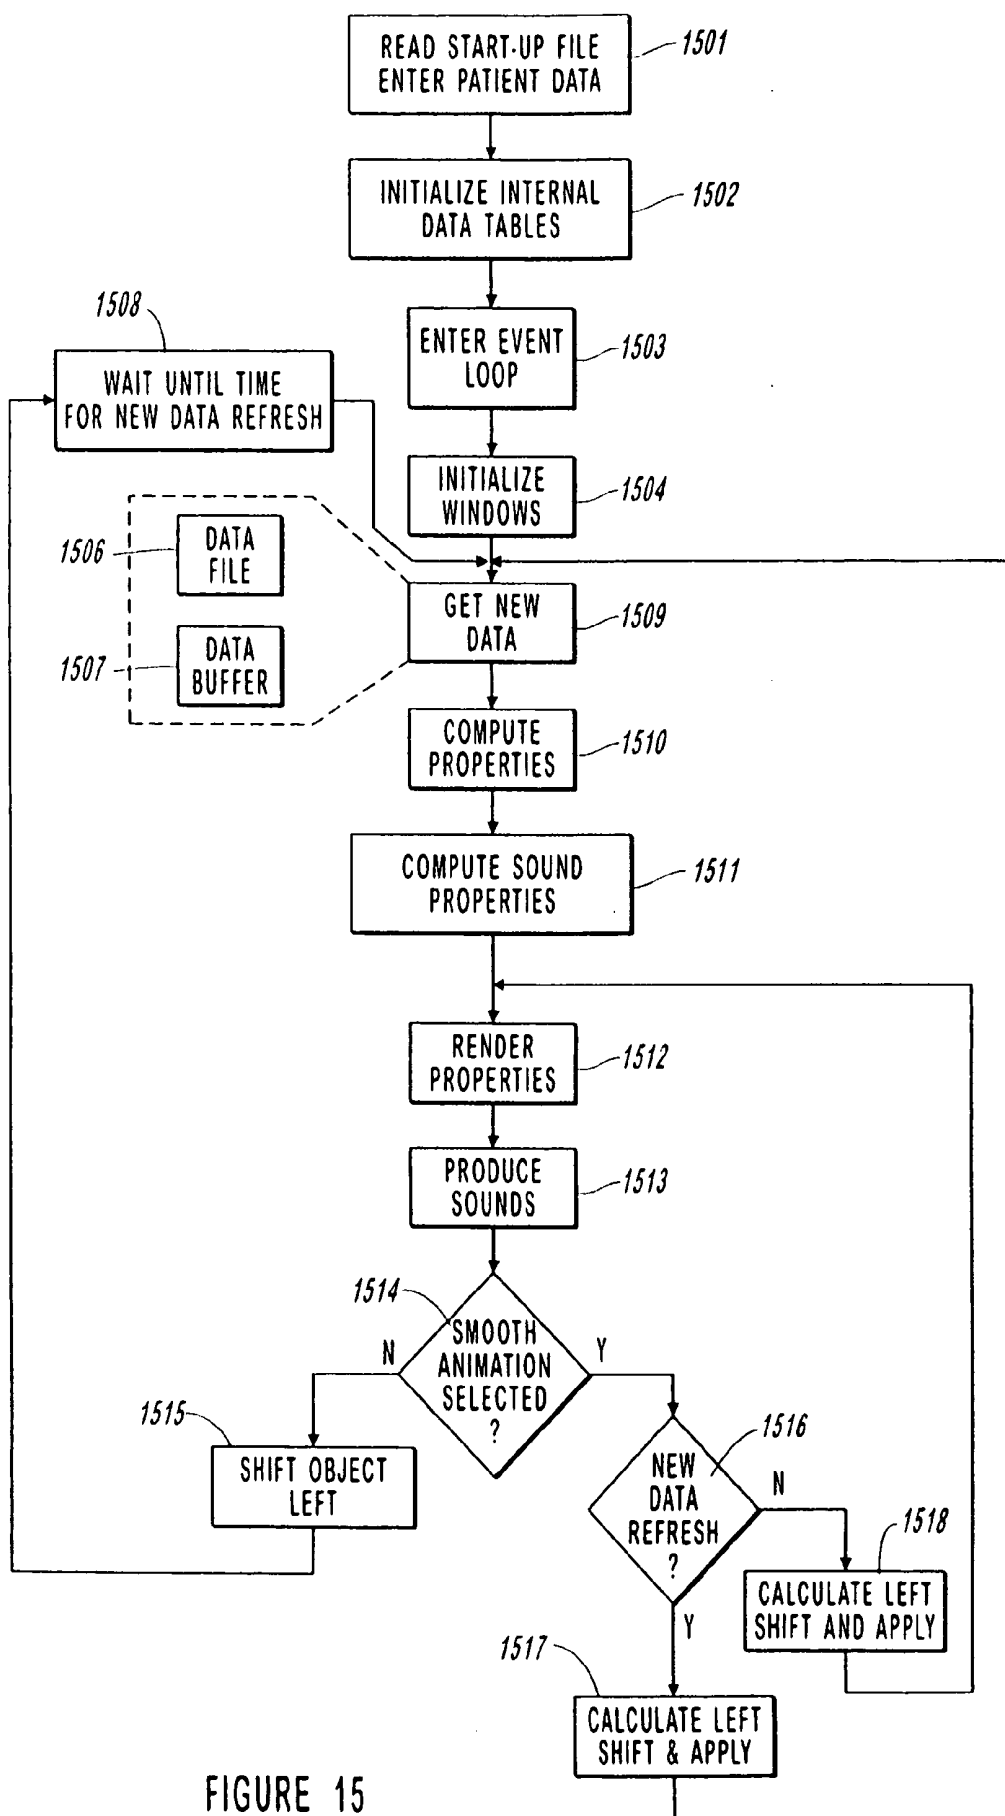 READ START-UP FILE
ENTER PATIENT DATA
1501
INITIALIZE INTERNAL
DATA TABLES
1502
1508
WAIT UNTIL TIME
FOR NEW DATA REFRESH
ENTER EVENT
LOOP
1503
INITIALIZE
WINDOWS
1504
1506
DATA
FILE
1507
DATA
BUFFER
GET NEW
DATA
1509
COMPUTE
PROPERTIES
1510
COMPUTE SOUND
PROPERTIES
1511
RENDER
PROPERTIES
1512
PRODUCE
SOUNDS
1513
1514
SMOOTH
ANIMATION
SELECTED
?
N
Y
1515
SHIFT OBJECT
LEFT
1516
NEW
DATA
REFRESH
?
N
Y
1518
CALCULATE LEFT
SHIFT AND APPLY
1517
CALCULATE LEFT
SHIFT & APPLY
FIGURE 15